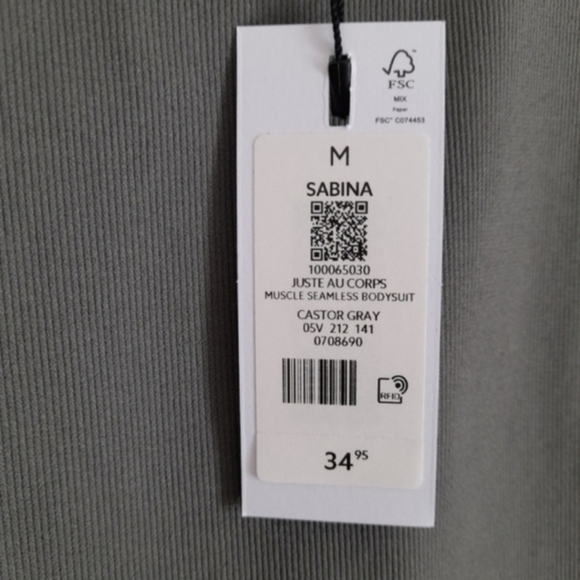 FSC
MIX
Paper
FSC® C074453
M
SABINA
100065030
JUSTE AU CORPS
MUSCLE SEAMLESS BODYSUIT
CASTOR GRAY
05V 212 141
0708690
RFID
34 95